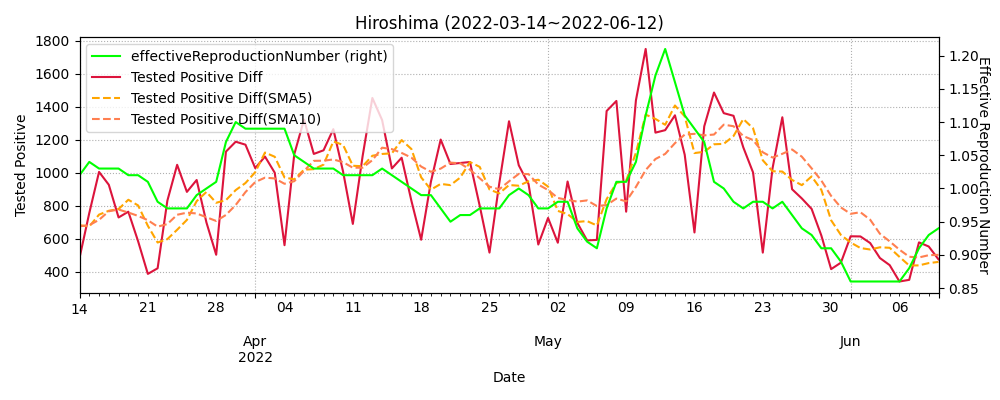 Hiroshima (2022-03-14~2022-06-12)
effectiveReproductionNumber (right)
Tested Positive Diff
Tested Positive Diff(SMA5)
Tested Positive Diff(SMA10)
Tested Positive
1800
1600
1400
1200
1000
800
600
400
1.20
1.15
1.10
1.05
1.00
0.95
0.90
0.85
Effective Reproduction Number
14 21 28 04 11 18 25 02 09 16 23 30 06
Apr May Jun
2022
Date